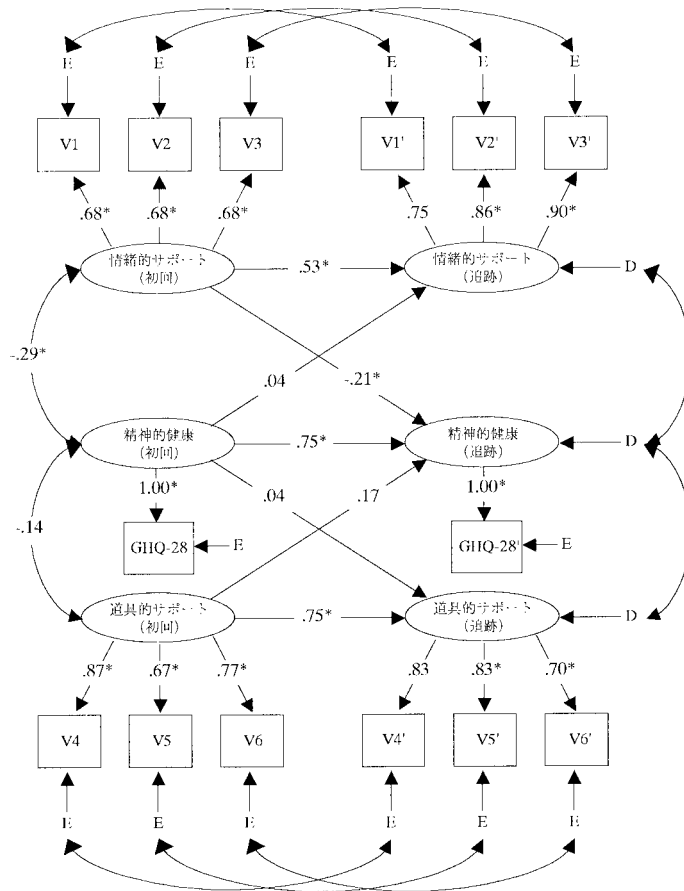 E E E E E E
V1 V2 V3 V1' V2' V3'
.68* .68* .68* .75 .86* .90*
情緒的サポート
(初回)
.53*
情緒的サポート
(追跡)
D
-.29*
.04 -.21*
精神的健康
(初回)
.75*
精神的健康
(追跡)
D
1.00* .04 .17 1.00*
-.14
GHQ-28 E GHQ-28' E
道具的サポート
(初回)
.75*
道具的サポート
(追跡)
D
.87* .67* .77* .83 .83* .70*
V4 V5 V6 V4' V5' V6'
E E E E E E